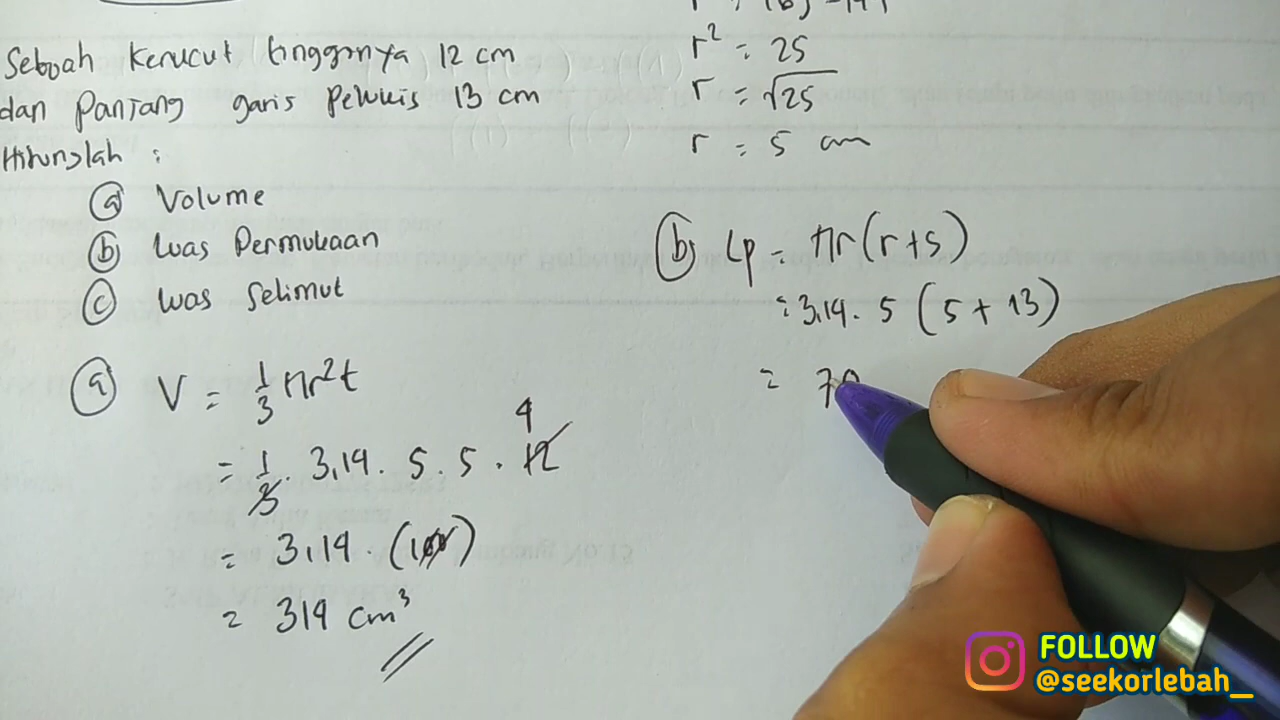 Sebuah kerucut tingginya 12 cm
dan panjang garis pelukis 13 cm
Hitunglah :
ⓐ Volume
ⓑ Luas Permukaan
ⓒ Luas Selimut
ⓐ V = 1/3 πr²t
= 1/3 . 3,14 . 5 . 5 . 12 4
= 3,14 . (100)
= 314 cm³
r² = 25
r = √25
r = 5 cm
ⓑ Lp = πr(r+s)
= 3,14 . 5 (5 + 13)
=
FOLLOW
@seekorlebah_